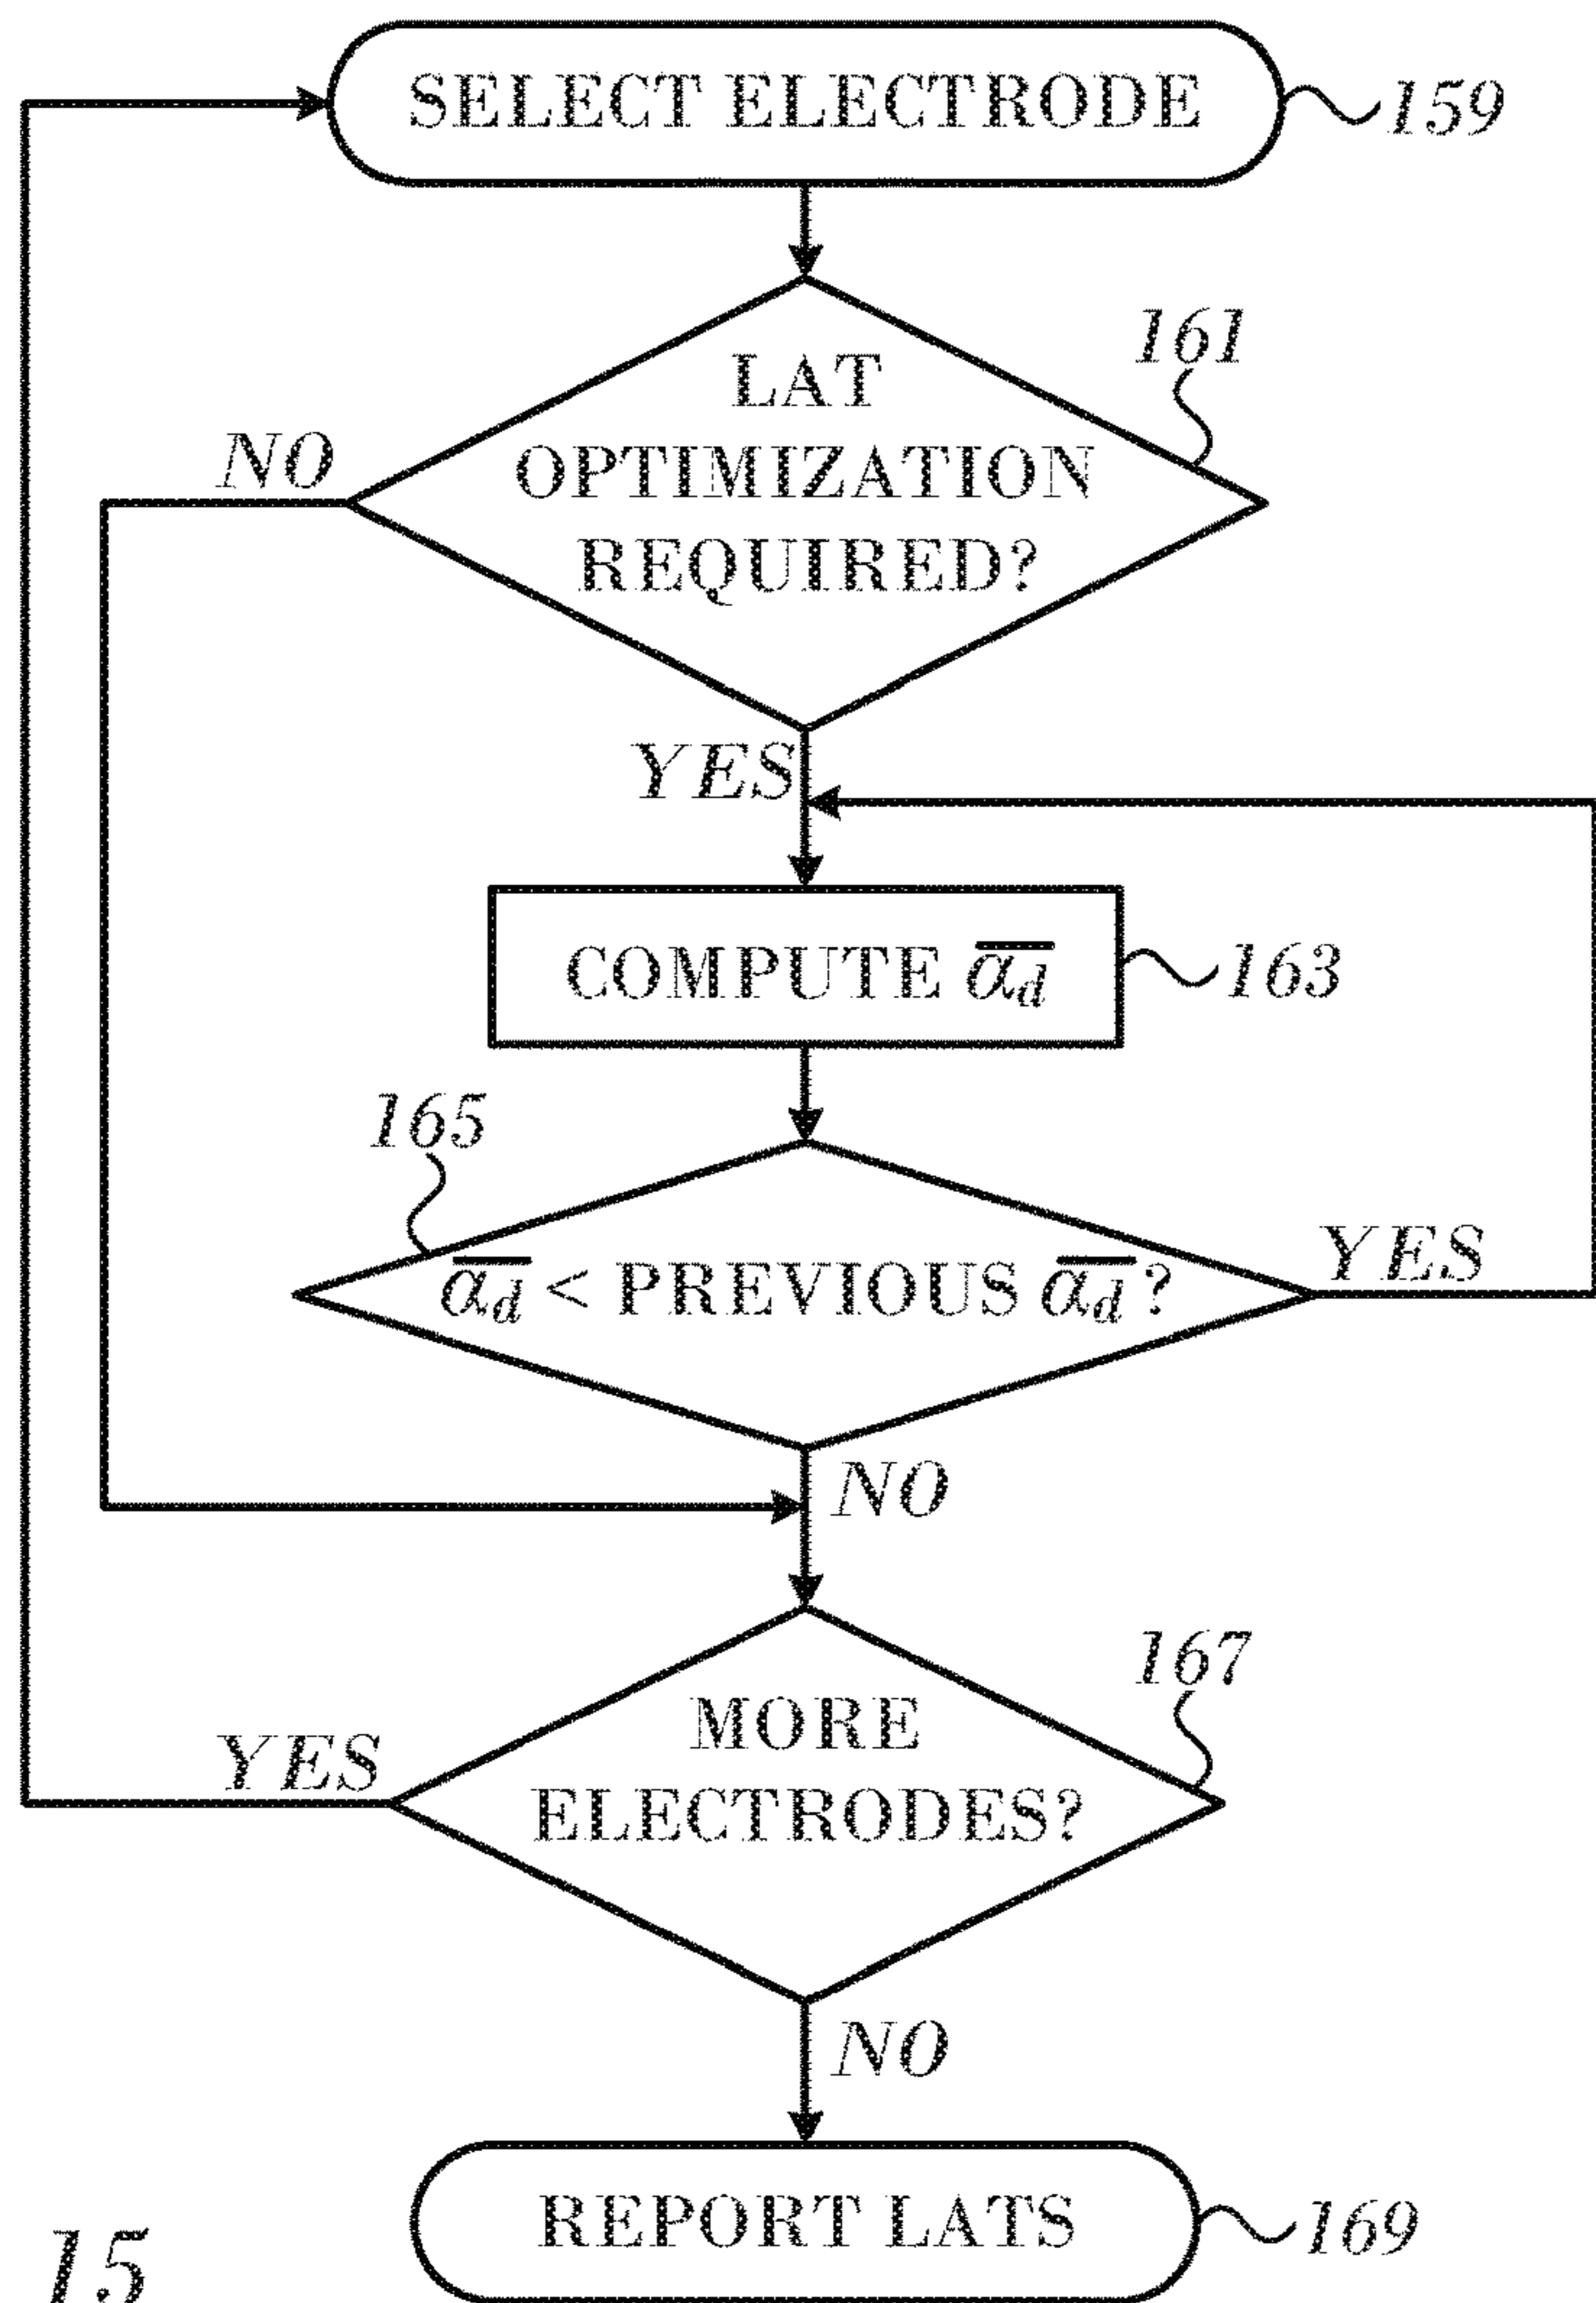 SELECT ELECTRODE
159
161
LAT
OPTIMIZATION
REQUIRED?
NO
YES
COMPUTE $\overline{\alpha_d}$
163
165
$\overline{\alpha_d}$ < PREVIOUS $\overline{\alpha_d}$?
YES
NO
167
MORE
ELECTRODES?
YES
NO
REPORT LATS
169
15